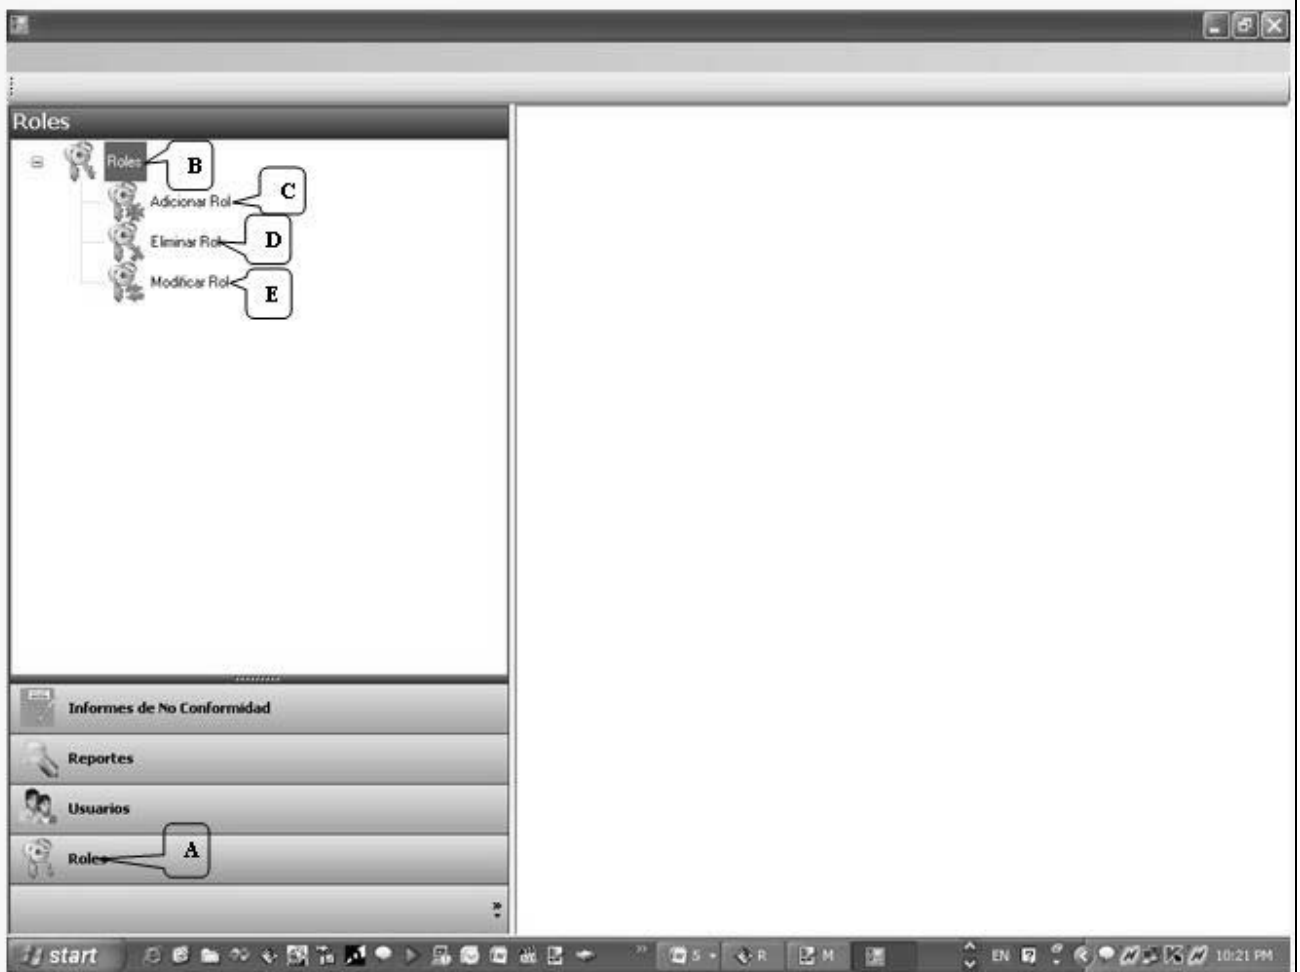 Roles
Roles
B
Adicionar Rol
C
Eliminar Rol
D
Modificar Rol
E
Informes de No Conformidad
Reportes
Usuarios
Roles
A
»
start
» S R M EN 10:21 PM